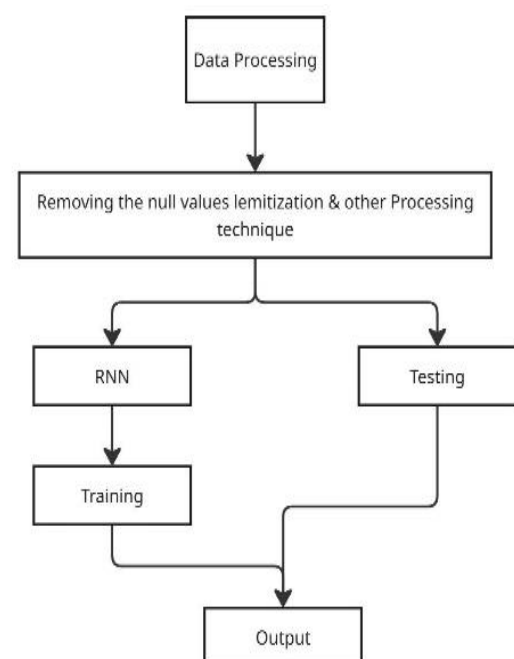 Data Processing
Removing the null values lemitization & other Processing
technique
RNN
Testing
Training
Output